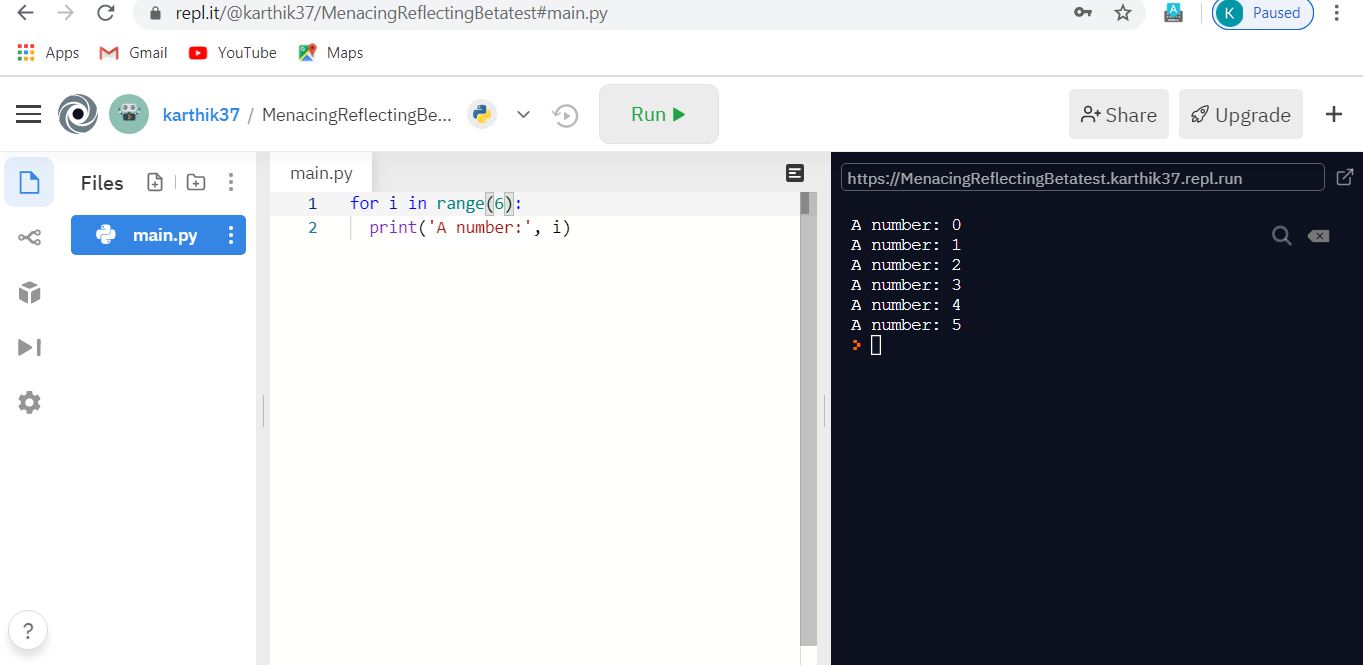 repl.it/@karthik37/MenacingReflectingBetatest#main.py
K Paused
Apps Gmail YouTube Maps
karthik37 / MenacingReflectingBe... Run Share Upgrade +
Files
main.py
main.py
1 for i in range(6):
2 print('A number:', i)
https://MenacingReflectingBetatest.karthik37.repl.run
A number: 0
A number: 1
A number: 2
A number: 3
A number: 4
A number: 5
>
?